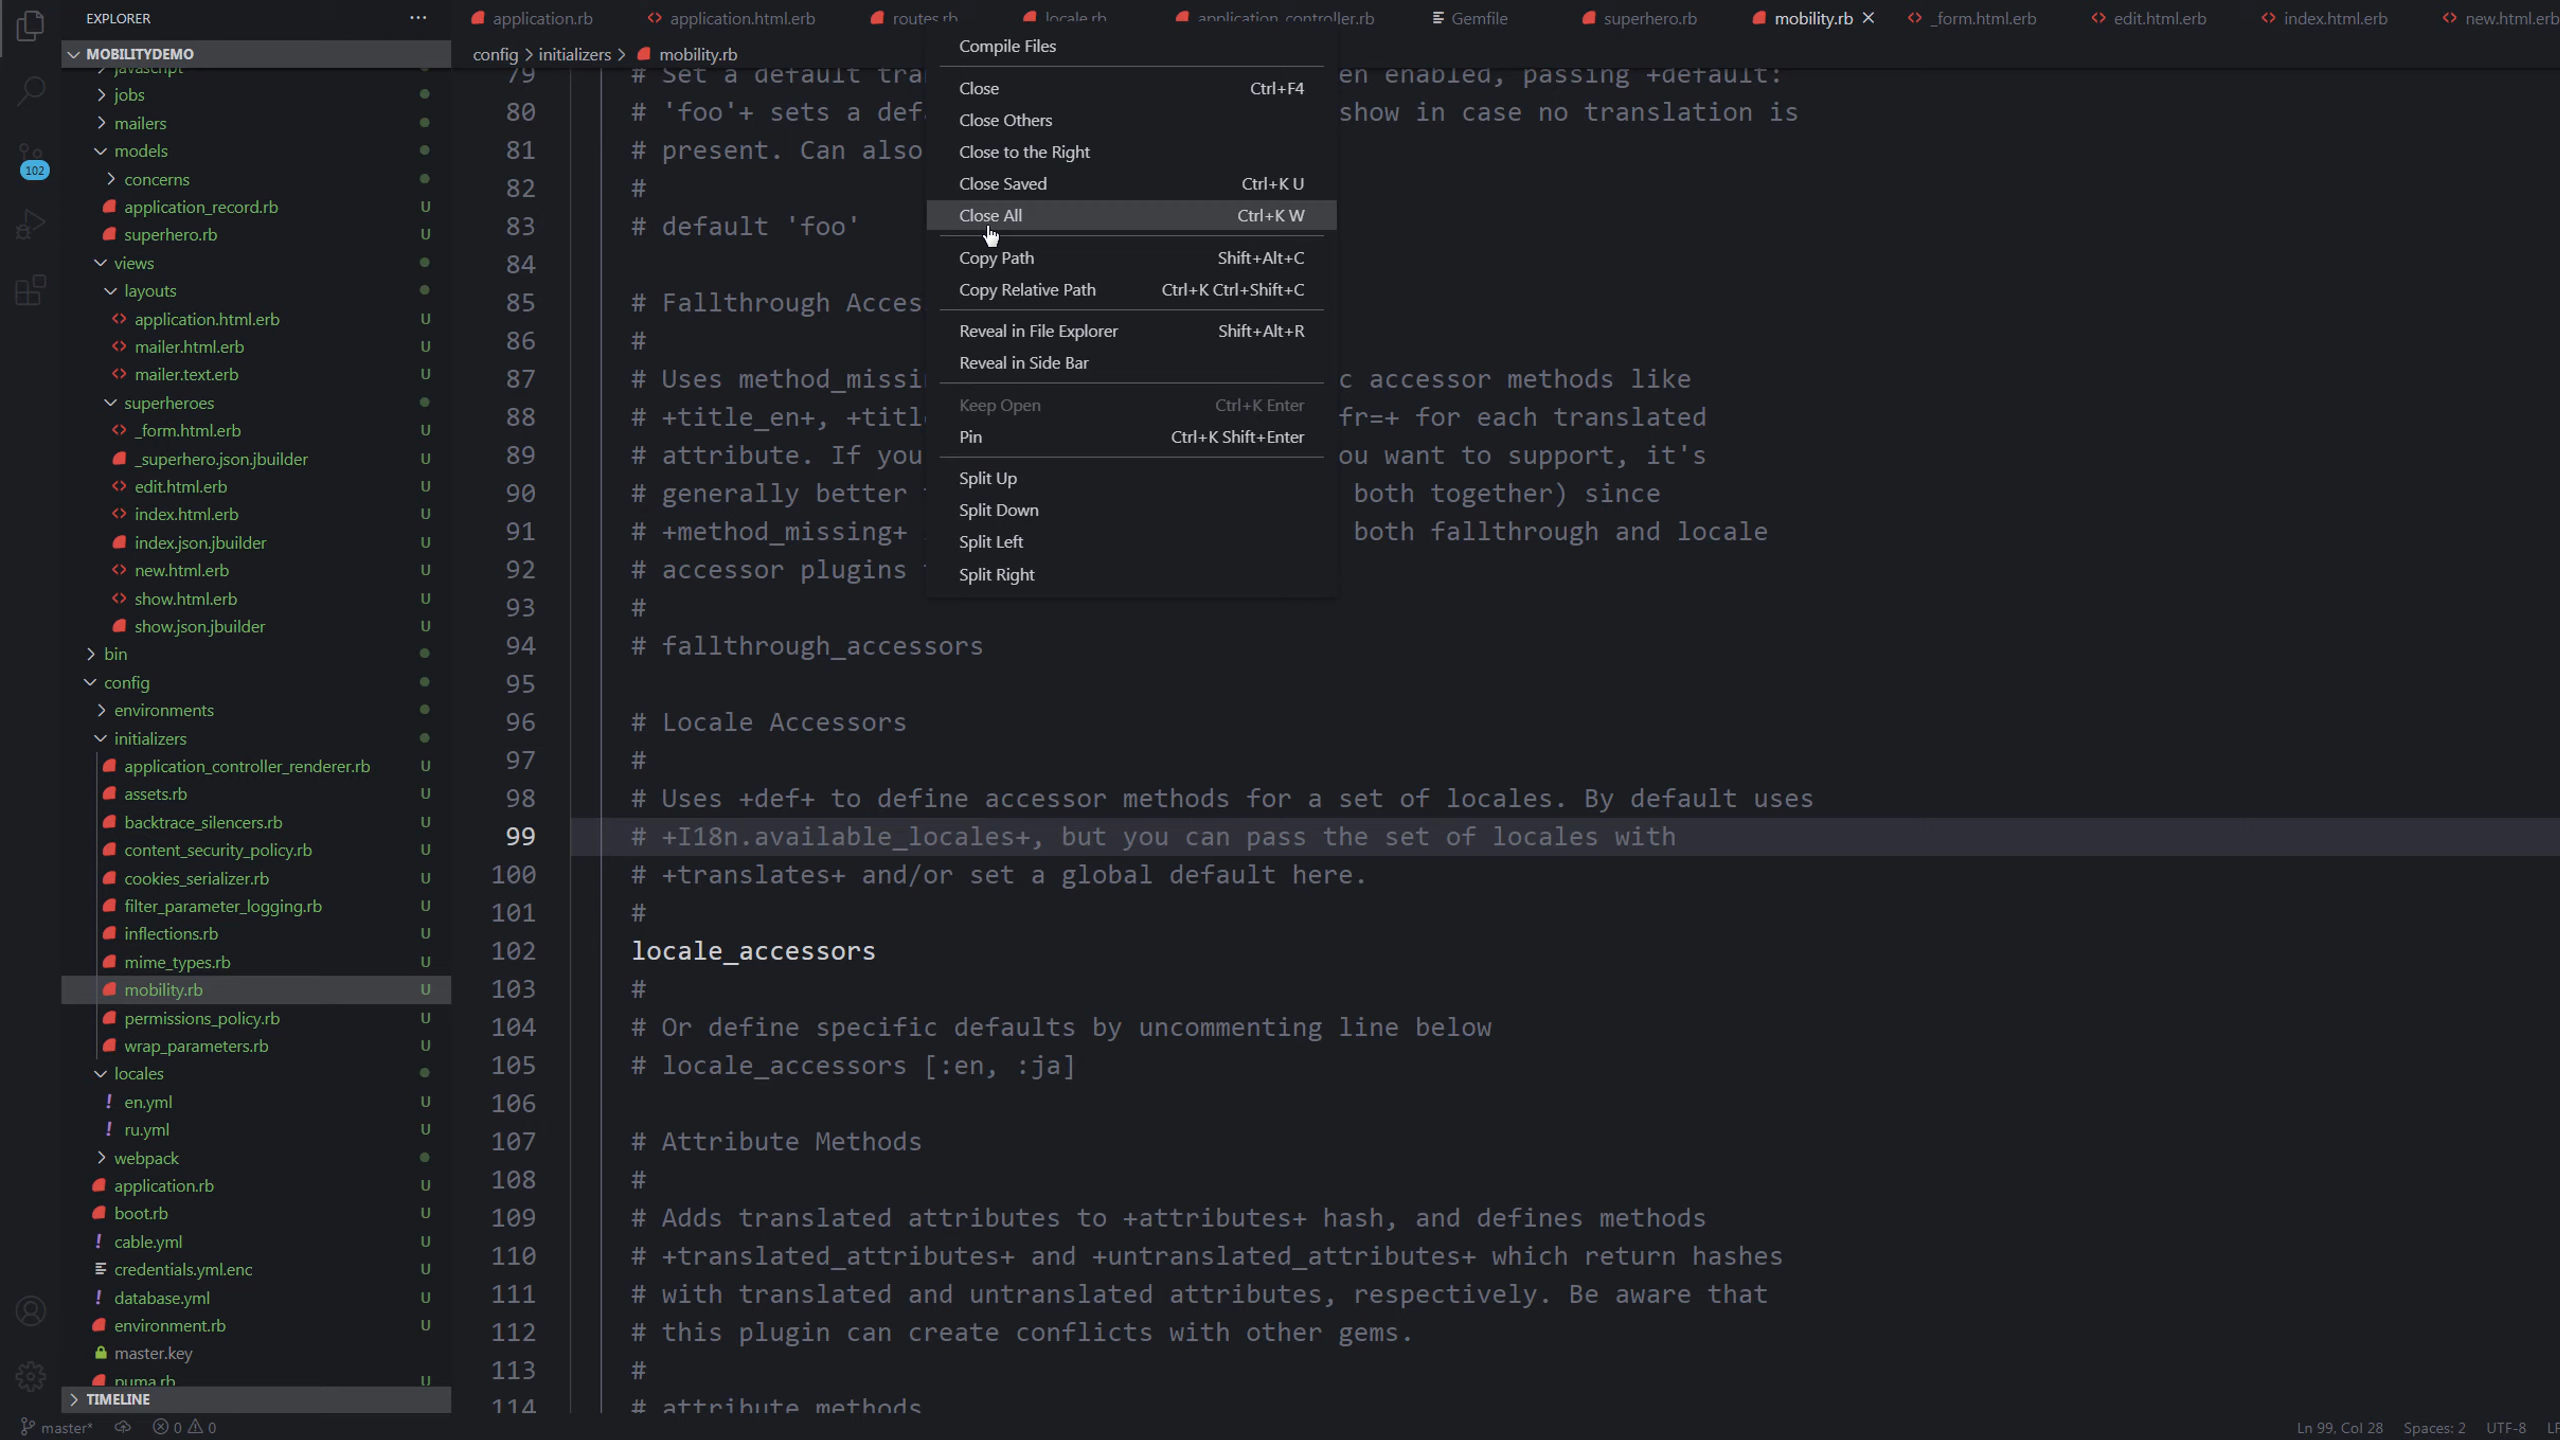 EXPLORER
MOBILITYDEMO
javascript
jobs
mailers
models
concerns
application_record.rb U
superhero.rb U
views
layouts
application.html.erb U
mailer.html.erb U
mailer.text.erb U
superheroes
_form.html.erb U
_superhero.json.jbuilder U
edit.html.erb U
index.html.erb U
index.json.jbuilder U
new.html.erb U
show.html.erb U
show.json.jbuilder U
bin
config
environments
initializers
application_controller_renderer.rb U
assets.rb U
backtrace_silencers.rb U
content_security_policy.rb U
cookies_serializer.rb U
filter_parameter_logging.rb U
inflections.rb U
mime_types.rb U
mobility.rb U
permissions_policy.rb U
wrap_parameters.rb U
locales
! en.yml U
! ru.yml U
webpack
application.rb U
boot.rb U
! cable.yml U
credentials.yml.enc U
! database.yml U
environment.rb U
master.key
puma.rb U
TIMELINE
102
application.rb application.html.erb routes.rb locale.rb application_controller.rb Gemfile superhero.rb mobility.rb _form.html.erb edit.html.erb index.html.erb new.html.erb
config > initializers > mobility.rb
79 # Set a default tra en enabled, passing +default:
80 # 'foo'+ sets a def show in case no translation is
81 # present. Can also
82 #
83 # default 'foo'
84
85 # Fallthrough Acces
86 #
87 # Uses method_missi c accessor methods like
88 # +title_en+, +titl fr=+ for each translated
89 # attribute. If you ou want to support, it's
90 # generally better both together) since
91 # +method_missing+ both fallthrough and locale
92 # accessor plugins
93 #
94 # fallthrough_accessors
95
96 # Locale Accessors
97 #
98 # Uses +def+ to define accessor methods for a set of locales. By default uses
99 # +I18n.available_locales+, but you can pass the set of locales with
100 # +translates+ and/or set a global default here.
101 #
102 locale_accessors
103 #
104 # Or define specific defaults by uncommenting line below
105 # locale_accessors [:en, :ja]
106
107 # Attribute Methods
108 #
109 # Adds translated attributes to +attributes+ hash, and defines methods
110 # +translated_attributes+ and +untranslated_attributes+ which return hashes
111 # with translated and untranslated attributes, respectively. Be aware that
112 # this plugin can create conflicts with other gems.
113 #
114 # attribute_methods
Compile Files
Close Ctrl+F4
Close Others
Close to the Right
Close Saved Ctrl+K U
Close All Ctrl+K W
Copy Path Shift+Alt+C
Copy Relative Path Ctrl+K Ctrl+Shift+C
Reveal in File Explorer Shift+Alt+R
Reveal in Side Bar
Keep Open Ctrl+K Enter
Pin Ctrl+K Shift+Enter
Split Up
Split Down
Split Left
Split Right
master* 0 0 Ln 99, Col 28 Spaces: 2 UTF-8